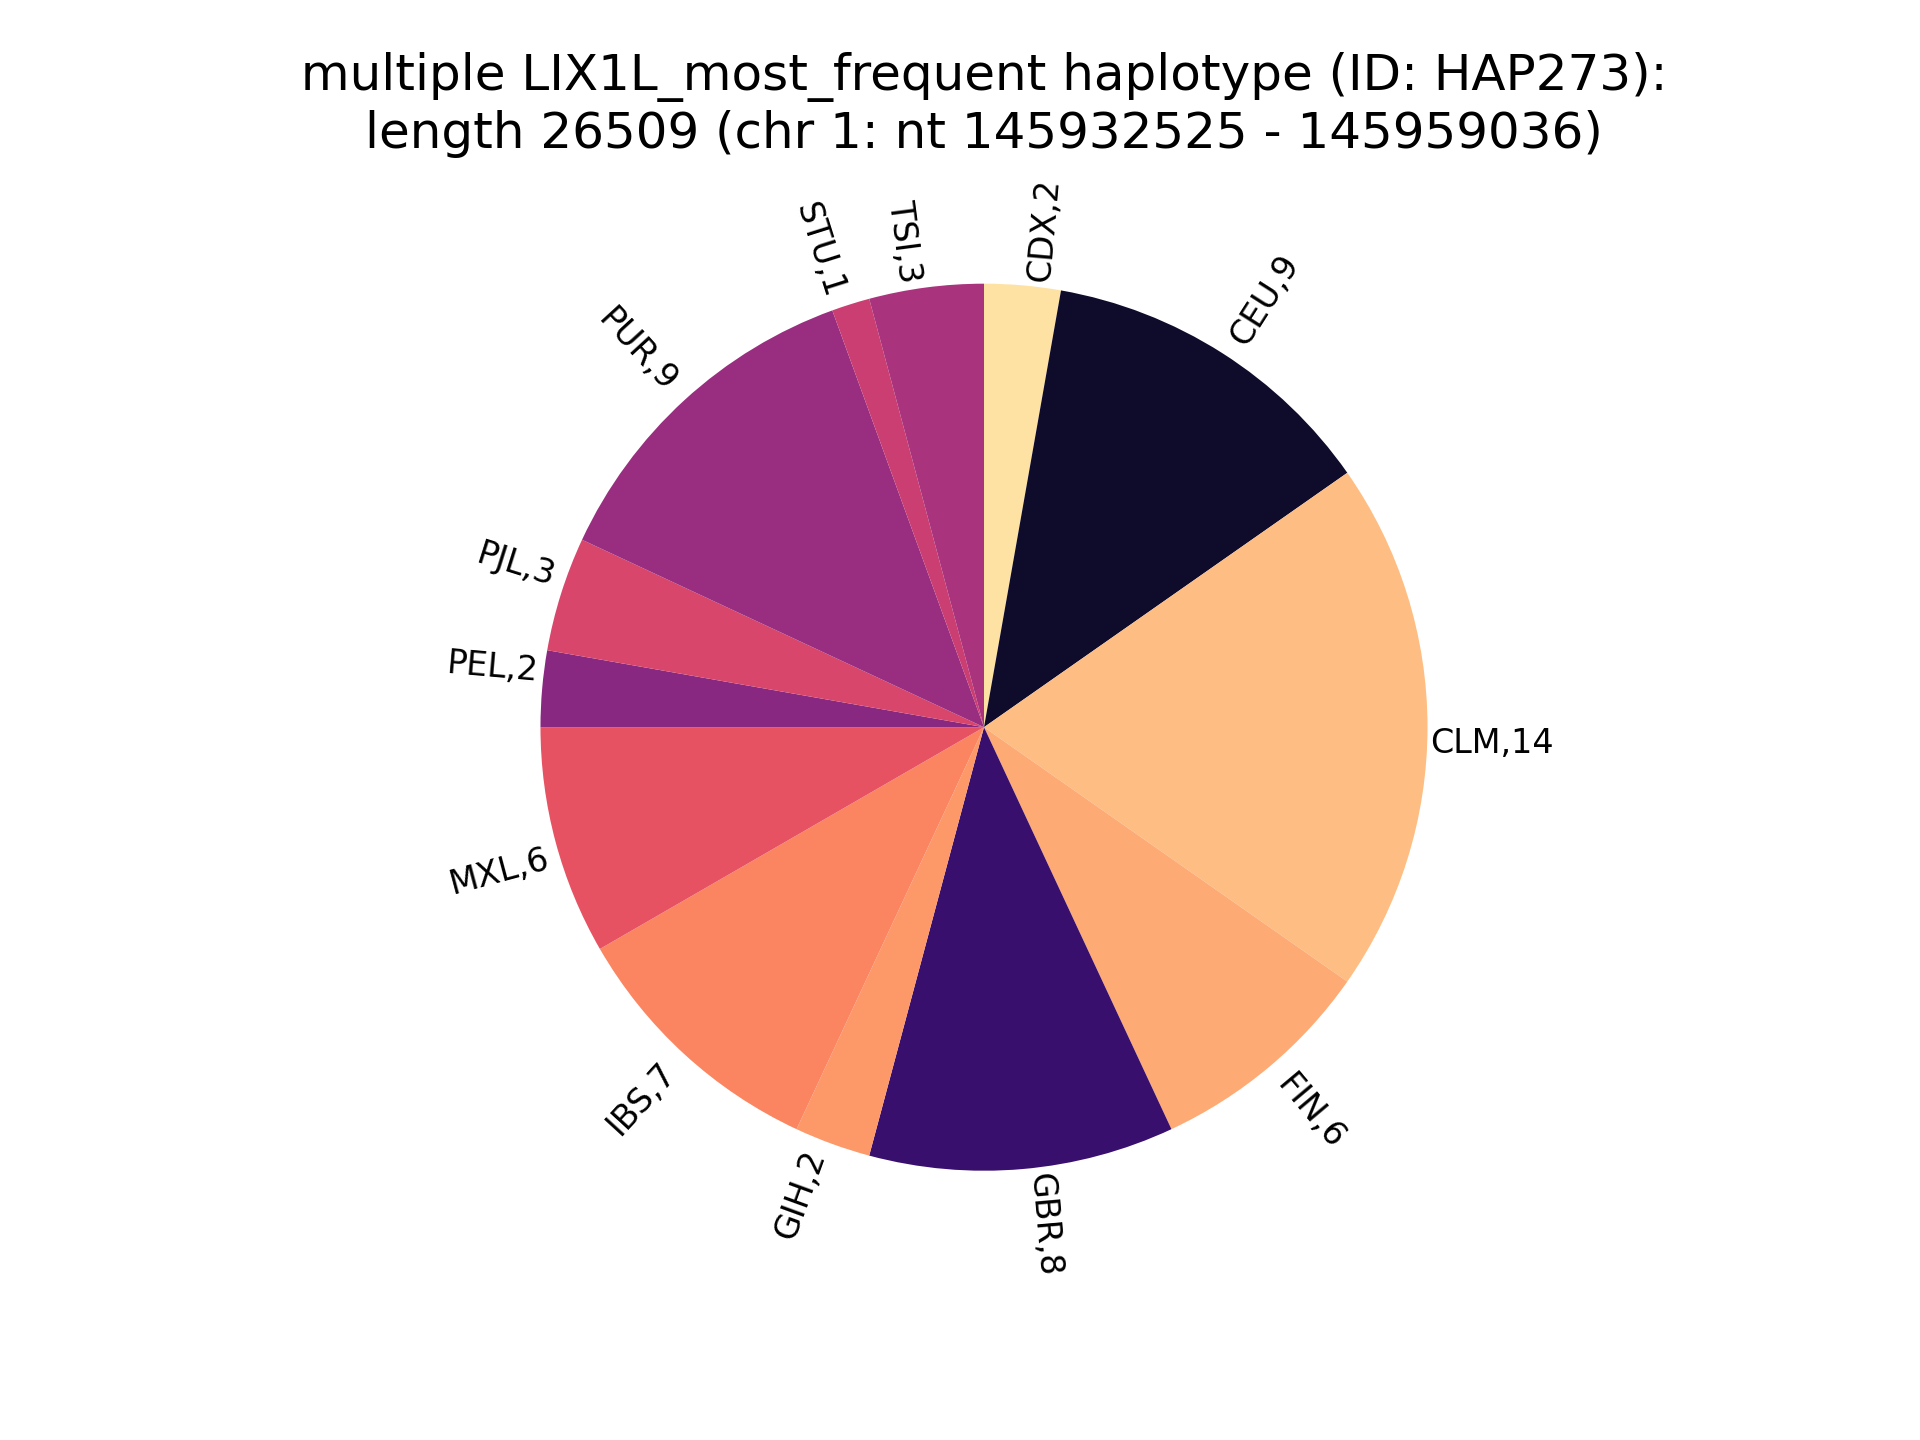 multiple LIX1L_most_frequent haplotype (ID: HAP273):
length 26509 (chr 1: nt 145932525 - 145959036)
CDX,2
CEU,9
CLM,14
FIN,6
GBR,8
GIH,2
IBS,7
MXL,6
PEL,2
PJL,3
PUR,9
STU,1
TSI,3